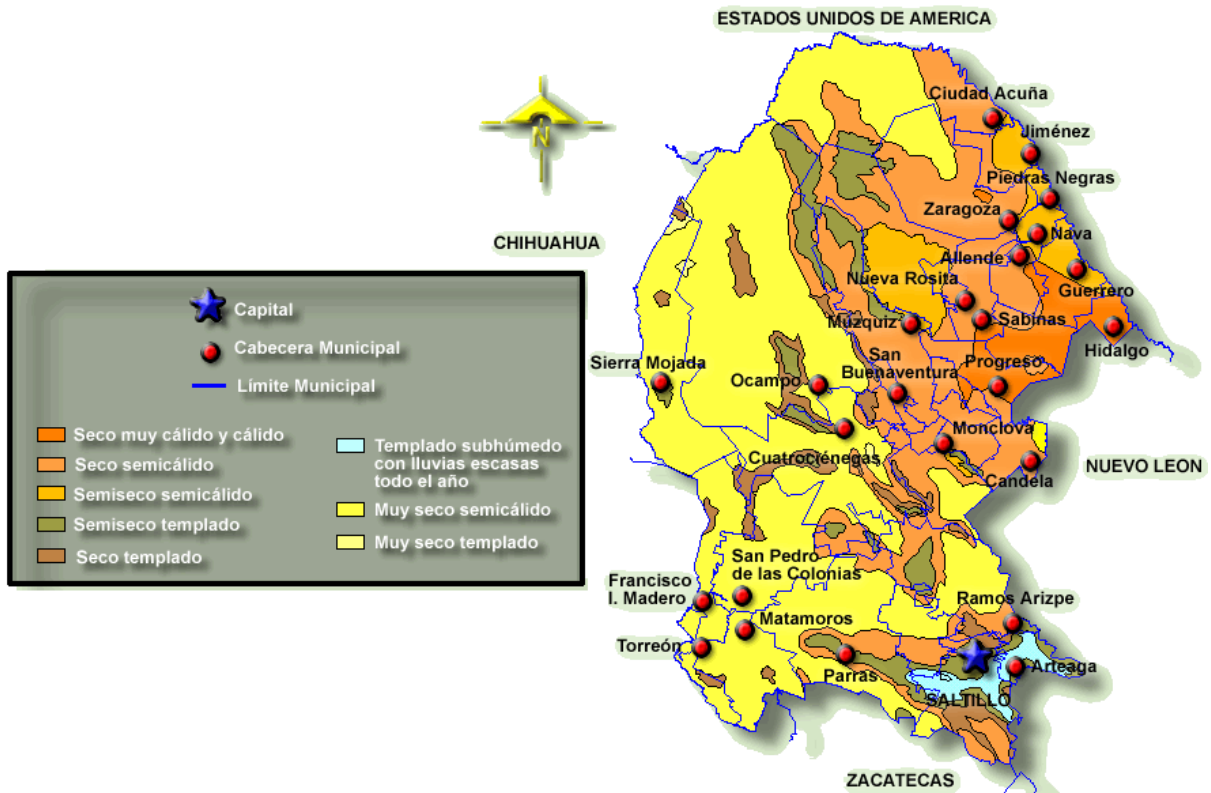 ESTADOS UNIDOS DE AMERICA
Ciudad Acuña
Jiménez
Piedras Negras
Zaragoza
Nava
CHIHUAHUA
N
Allende
Nueva Rosita
Guerrero
Múzquiz
Sabinas
Hidalgo
San
Buenaventura
Progreso
Sierra Mojada
Ocampo
Monclova
Cuatrociénegas
Candela
NUEVO LEON
Capital
Cabecera Municipal
Límite Municipal
Seco muy cálido y cálido
Seco semicálido
Semiseco semicálido
Semiseco templado
Seco templado
Templado subhúmedo
con lluvias escasas
todo el año
Muy seco semicálido
Muy seco templado
San Pedro
de las Colonias
Francisco
I. Madero
Ramos Arizpe
Matamoros
Torreón
Parras
Arteaga
SALTILLO
ZACATECAS